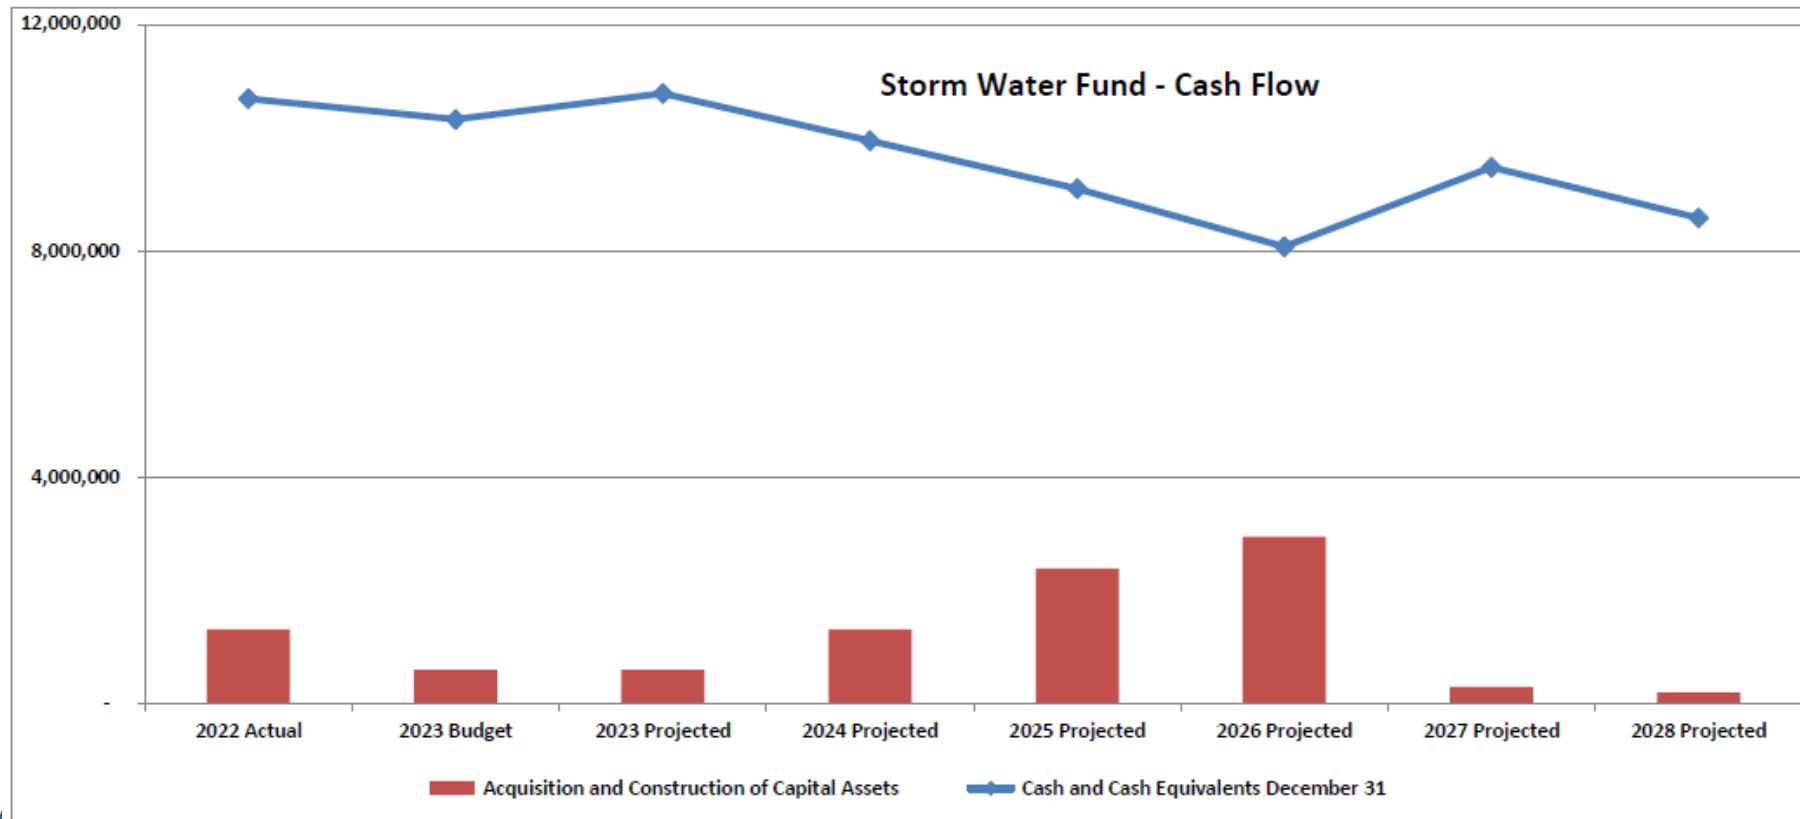 12,000,000
Storm Water Fund - Cash Flow
8,000,000
4,000,000
-
2022 Actual 2023 Budget 2023 Projected 2024 Projected 2025 Projected 2026 Projected 2027 Projected 2028 Projected
Acquisition and Construction of Capital Assets Cash and Cash Equivalents December 31